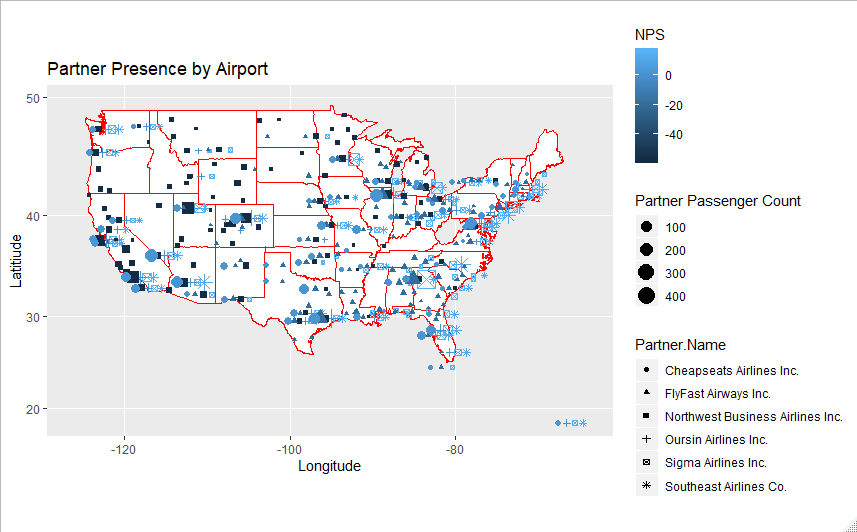 Partner Presence by Airport
50
40
30
20
Latitude
-120
-100
-80
Longitude
NPS
0
-20
-40
Partner Passenger Count
100
200
300
400
Partner.Name
Cheapseats Airlines Inc.
FlyFast Airways Inc.
Northwest Business Airlines Inc.
Oursin Airlines Inc.
Sigma Airlines Inc.
Southeast Airlines Co.